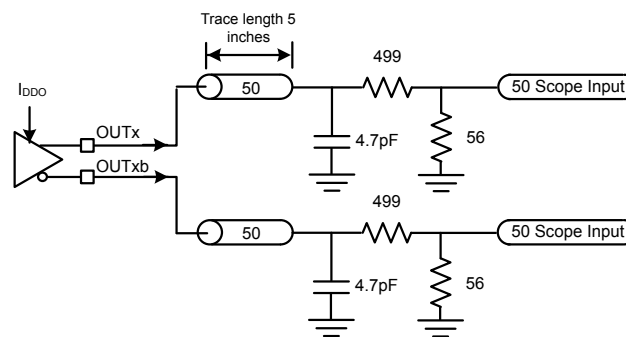 Trace length 5
inches
499
I_DDO
50
50 Scope Input
OUTx
4.7pF
56
OUTxb
499
50
50 Scope Input
4.7pF
56